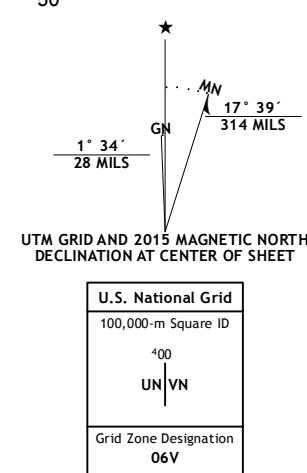 50
★
MN
GN
17° 39´
314 MILS
1° 34´
28 MILS
UTM GRID AND 2015 MAGNETIC NORTH
DECLINATION AT CENTER OF SHEET
U.S. National Grid
100,000-m Square ID
⁴00
UN VN
Grid Zone Designation
06V